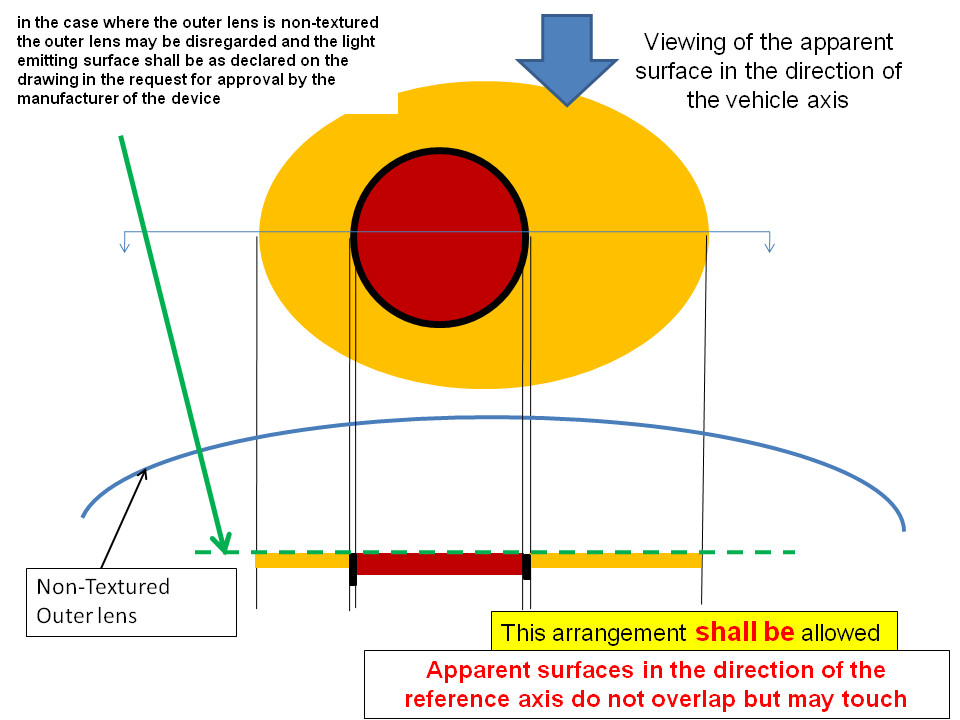 in the case where the outer lens is non-textured
the outer lens may be disregarded and the light
emitting surface shall be as declared on the
drawing in the request for approval by the
manufacturer of the device
Viewing of the apparent
surface in the direction of
the vehicle axis
Non-Textured
Outer lens
This arrangement shall be allowed
Apparent surfaces in the direction of the
reference axis do not overlap but may touch